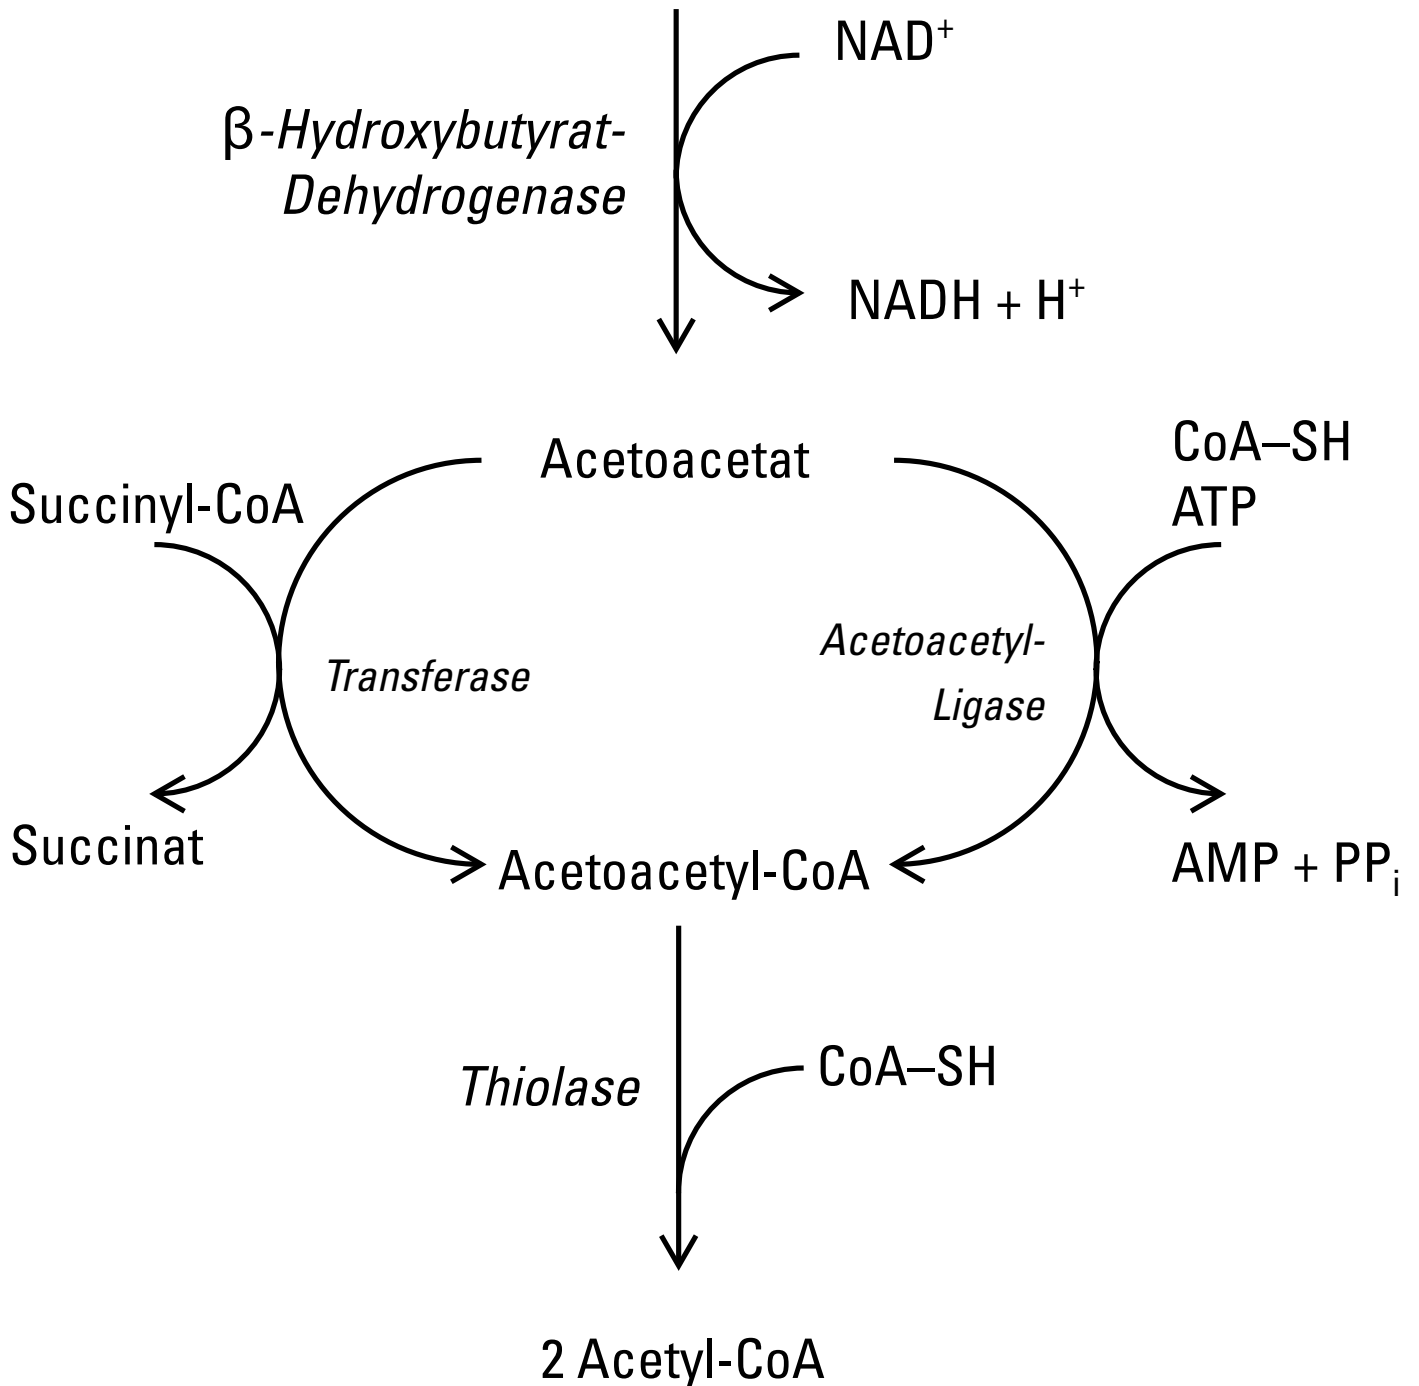 NAD⁺
β-Hydroxybutyrat-
Dehydrogenase
NADH + H⁺
Acetoacetat
CoA–SH
Succinyl-CoA
ATP
Acetoacetyl-
Transferase
Ligase
Succinat
Acetoacetyl-CoA
AMP + PPᵢ
CoA–SH
Thiolase
2 Acetyl-CoA